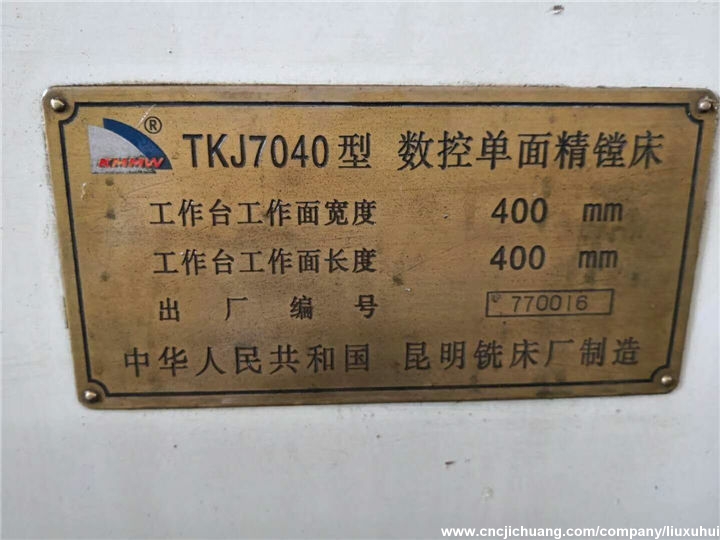 KMMW ®
TKJ7040型 数控单面精镗床
工作台工作面宽度 400 mm
工作台工作面长度 400 mm
出厂编号 770016
中华人民共和国 昆明铣床厂制造
www.cncjichuang.com/company/liuxuhui